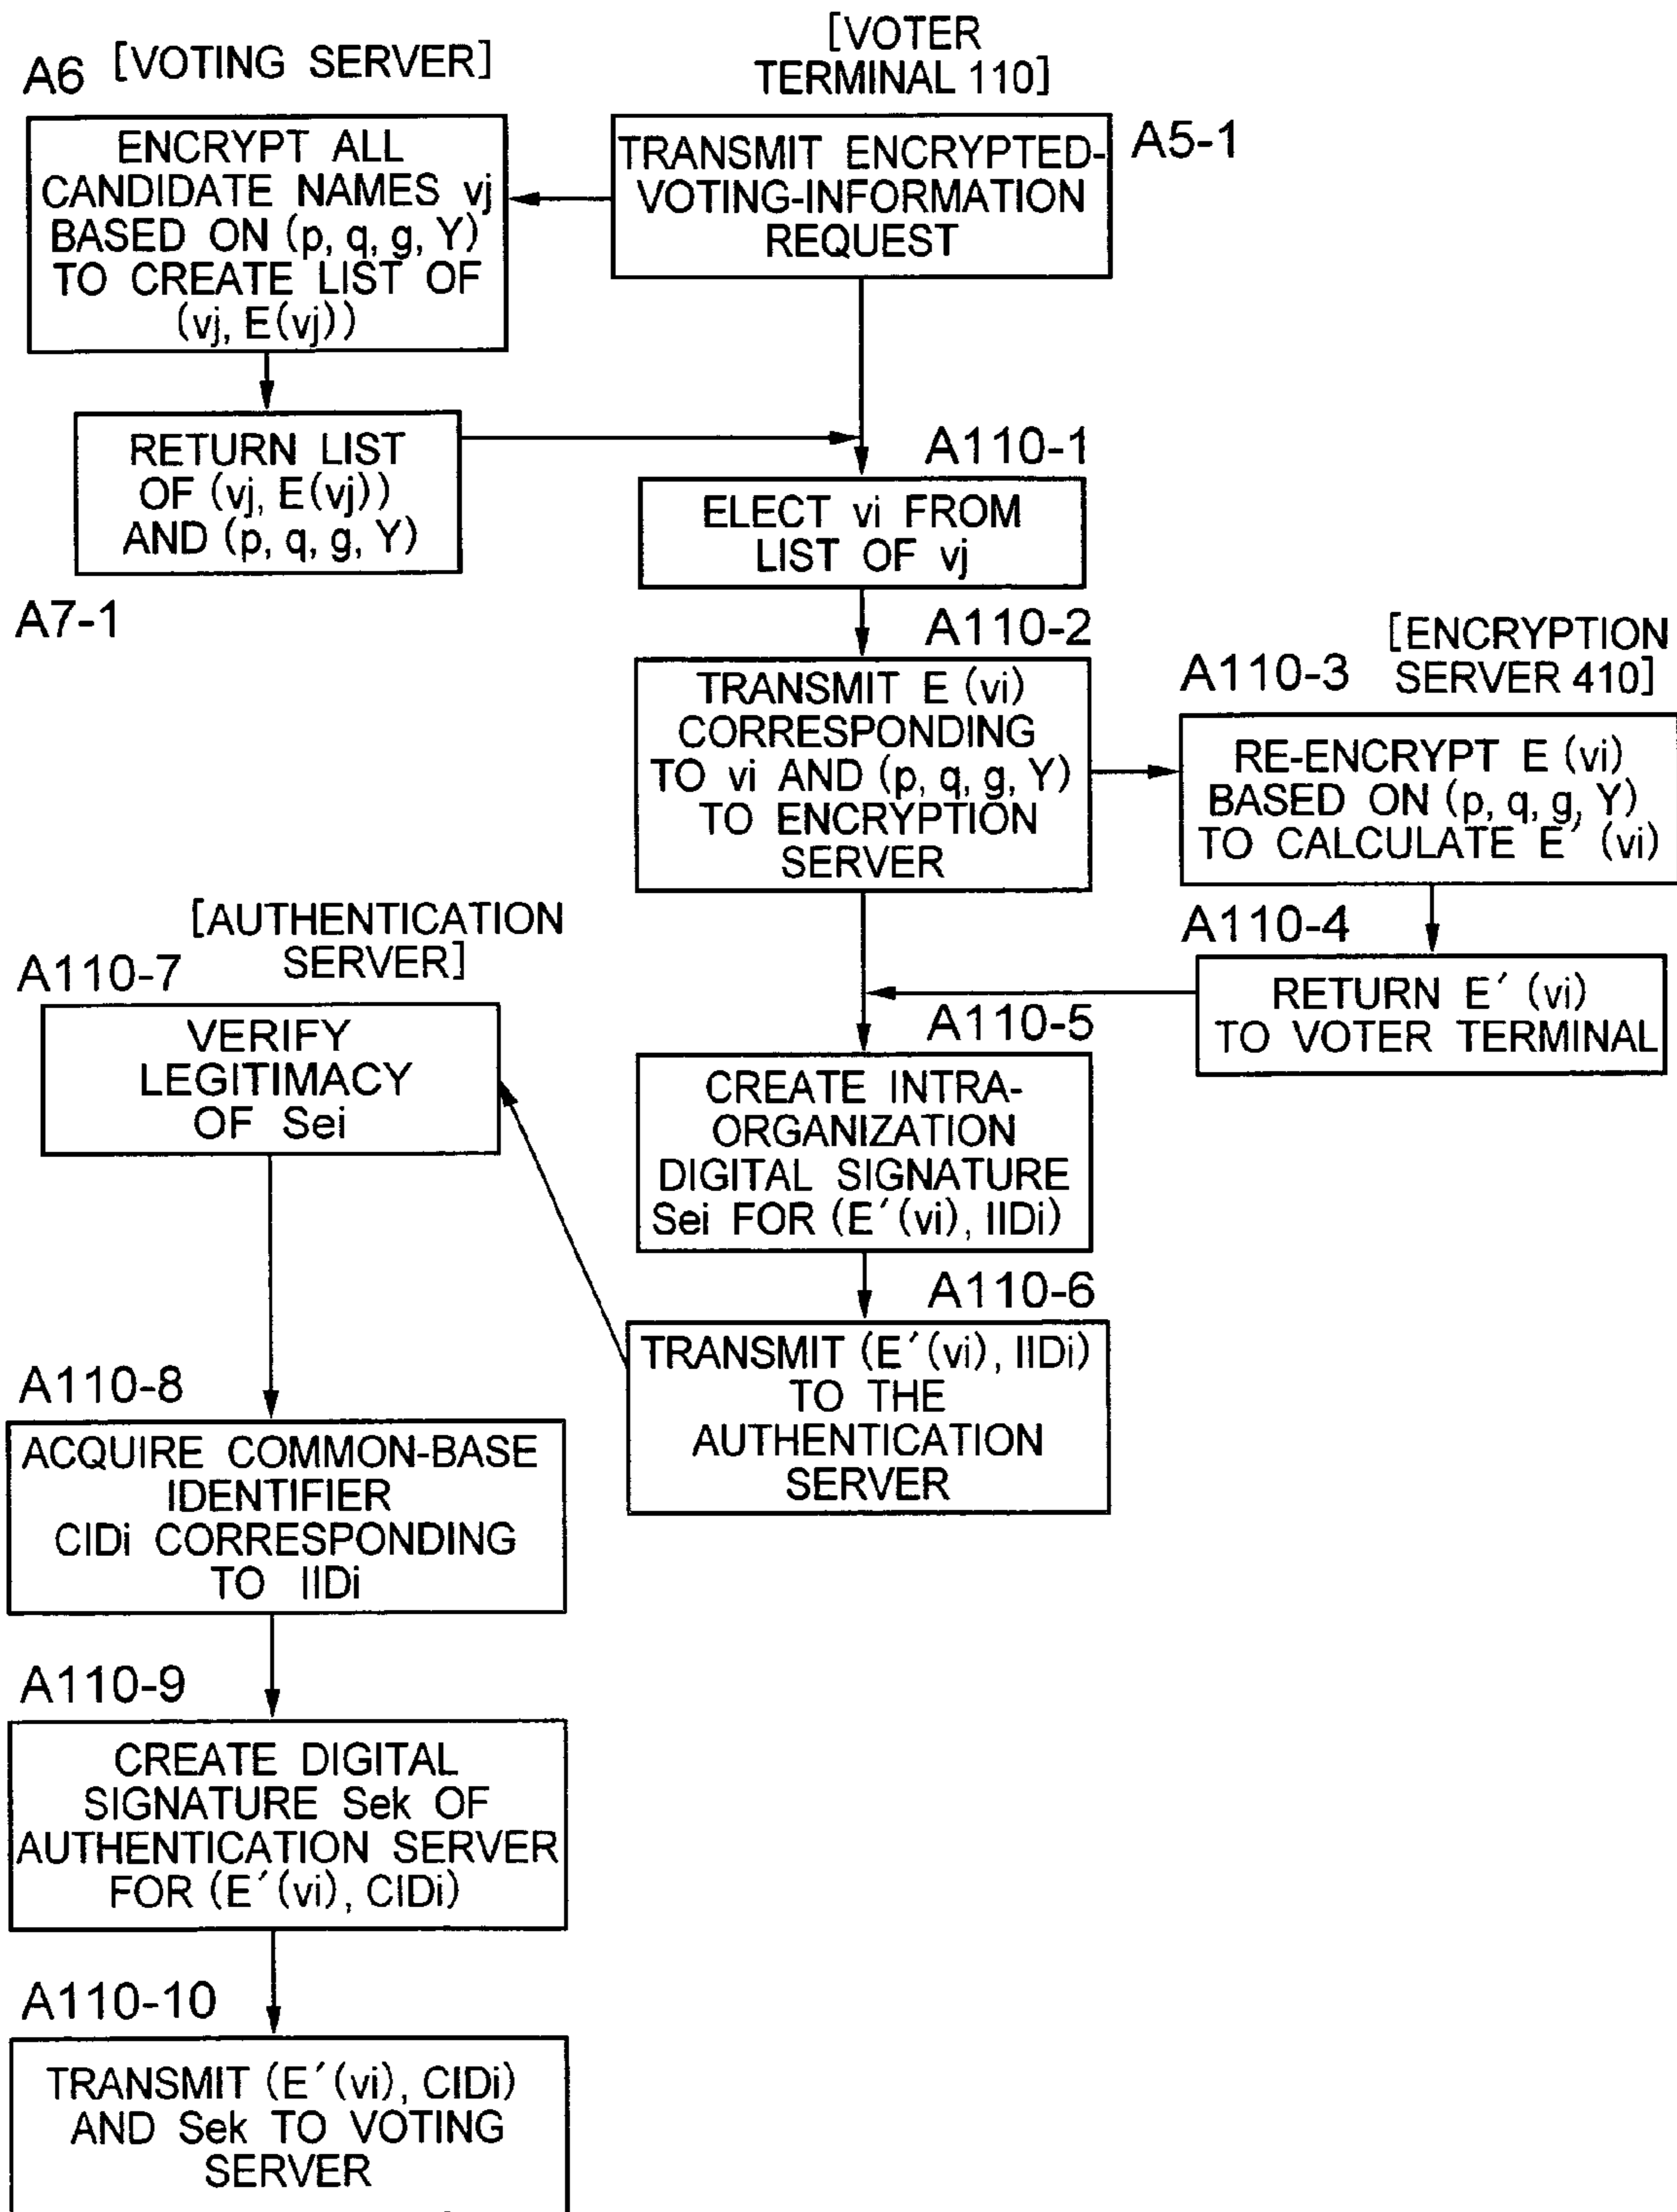 A6 [VOTING SERVER]
[VOTER
TERMINAL 110]
ENCRYPT ALL
CANDIDATE NAMES vj
BASED ON (p, q, g, Y)
TO CREATE LIST OF
(vj, E(vj))
TRANSMIT ENCRYPTED-
VOTING-INFORMATION
REQUEST
A5-1
RETURN LIST
OF (vj, E(vj))
AND (p, q, g, Y)
A7-1
A110-1
ELECT vi FROM
LIST OF vj
A110-2
TRANSMIT E (vi)
CORRESPONDING
TO vi AND (p, q, g, Y)
TO ENCRYPTION
SERVER
A110-3
[ENCRYPTION
SERVER 410]
RE-ENCRYPT E (vi)
BASED ON (p, q, g, Y)
TO CALCULATE E′ (vi)
A110-4
RETURN E′ (vi)
TO VOTER TERMINAL
A110-5
CREATE INTRA-
ORGANIZATION
DIGITAL SIGNATURE
Sei FOR (E′(vi), IIDi)
A110-6
TRANSMIT (E′(vi), IIDi)
TO THE
AUTHENTICATION
SERVER
[AUTHENTICATION
SERVER]
A110-7
VERIFY
LEGITIMACY
OF Sei
A110-8
ACQUIRE COMMON-BASE
IDENTIFIER
CIDi CORRESPONDING
TO IIDi
A110-9
CREATE DIGITAL
SIGNATURE Sek OF
AUTHENTICATION SERVER
FOR (E′(vi), CIDi)
A110-10
TRANSMIT (E′(vi), CIDi)
AND Sek TO VOTING
SERVER